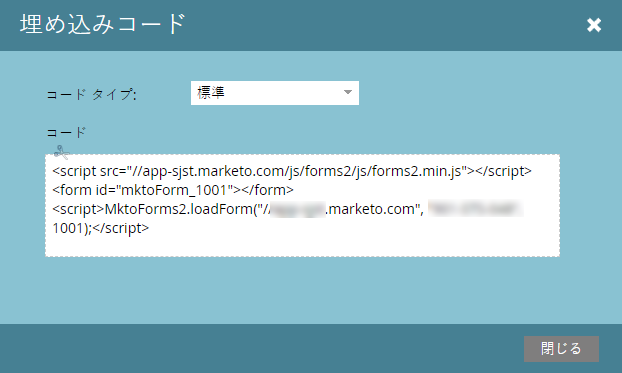 埋め込みコード
コード タイプ:
標準
コード
<script src="//app-sjst.marketo.com/js/forms2/js/forms2.min.js"></script>
<form id="mktoForm_1001"></form>
<script>MktoForms2.loadForm("// .marketo.com",
1001);</script>
閉じる